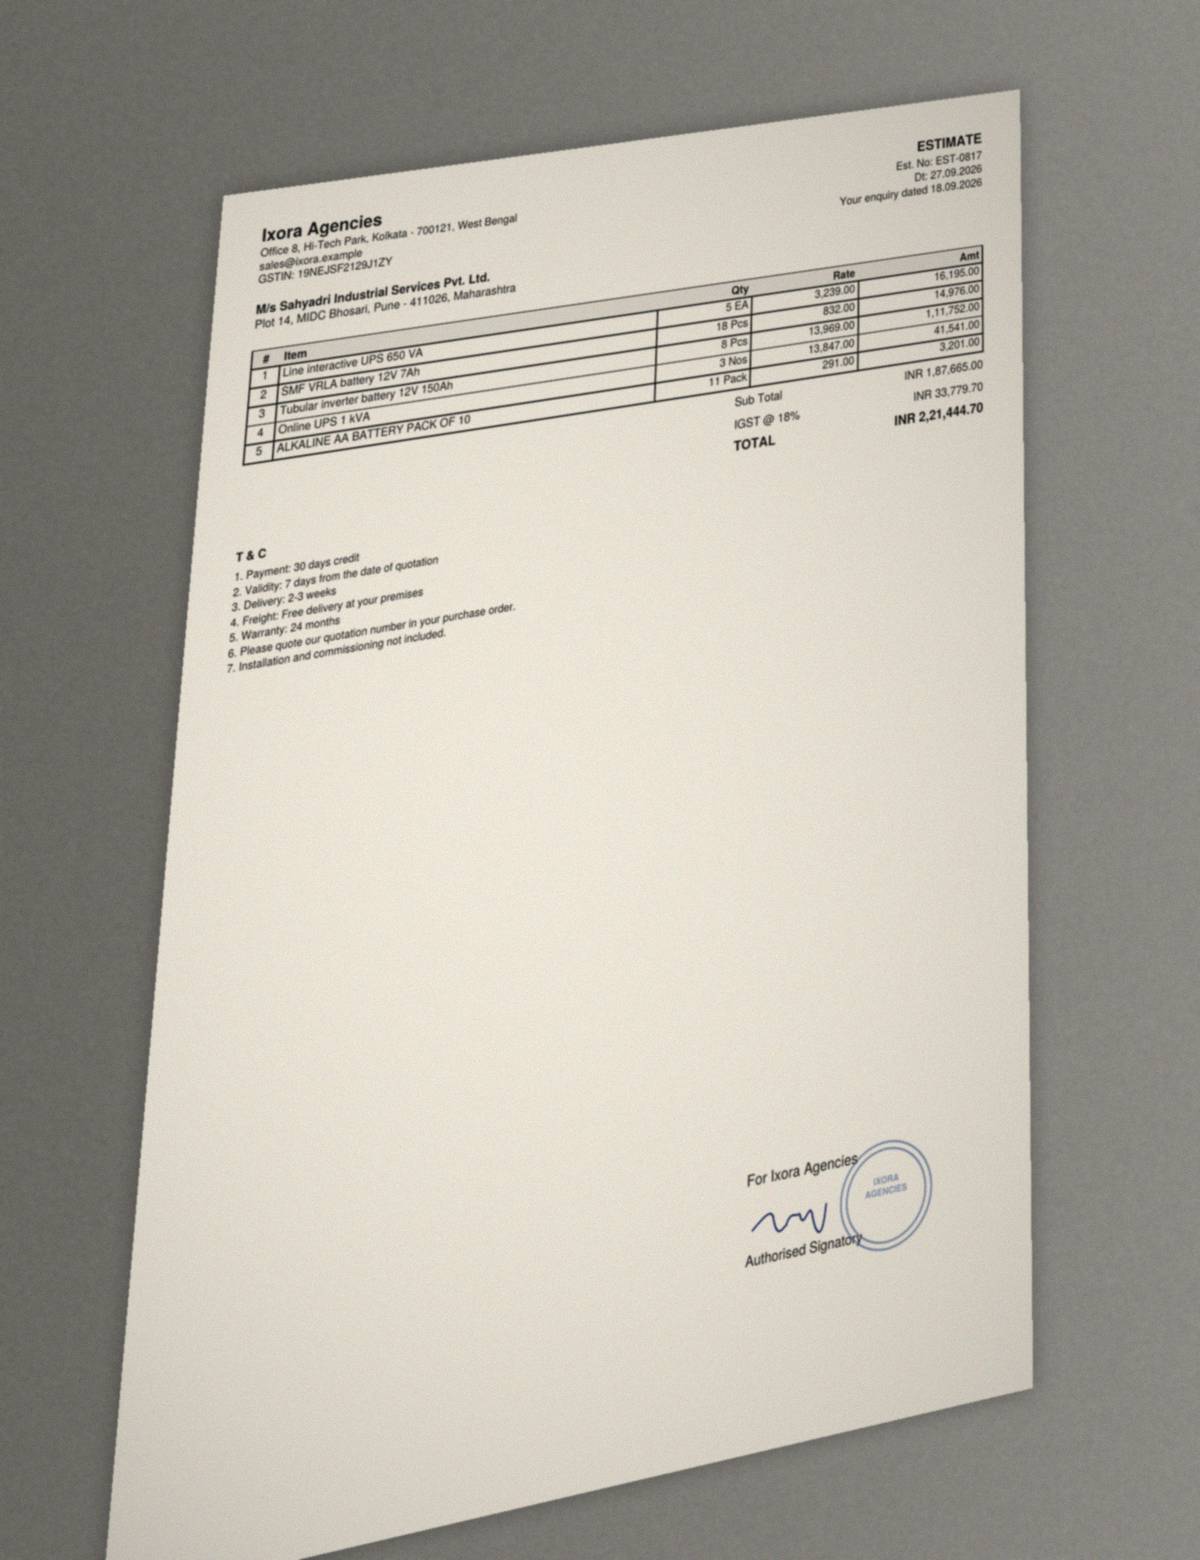 ESTIMATE
Est. No: EST-0817
Dt: 27.09.2026
Your enquiry dated 18.09.2026
Ixora Agencies
Office 8, Hi-Tech Park, Kolkata - 700121, West Bengal
sales@ixora.example
GSTIN: 19NEJSF2129J1ZY
M/s Sahyadri Industrial Services Pvt. Ltd.
Plot 14, MIDC Bhosari, Pune - 411026, Maharashtra
# Item Qty Rate Amt
1 Line interactive UPS 650 VA 5 EA 3,239.00 16,195.00
2 SMF VRLA battery 12V 7Ah 18 Pcs 832.00 14,976.00
3 Tubular inverter battery 12V 150Ah 8 Pcs 13,969.00 1,11,752.00
4 Online UPS 1 kVA 3 Nos 13,847.00 41,541.00
5 ALKALINE AA BATTERY PACK OF 10 11 Pack 291.00 3,201.00
Sub Total INR 1,87,665.00
IGST @ 18% INR 33,779.70
TOTAL INR 2,21,444.70
T & C
1. Payment: 30 days credit
2. Validity: 7 days from the date of quotation
3. Delivery: 2-3 weeks
4. Freight: Free delivery at your premises
5. Warranty: 24 months
6. Please quote our quotation number in your purchase order.
7. Installation and commissioning not included.
For Ixora Agencies
IXORA
AGENCIES
Authorised Signatory